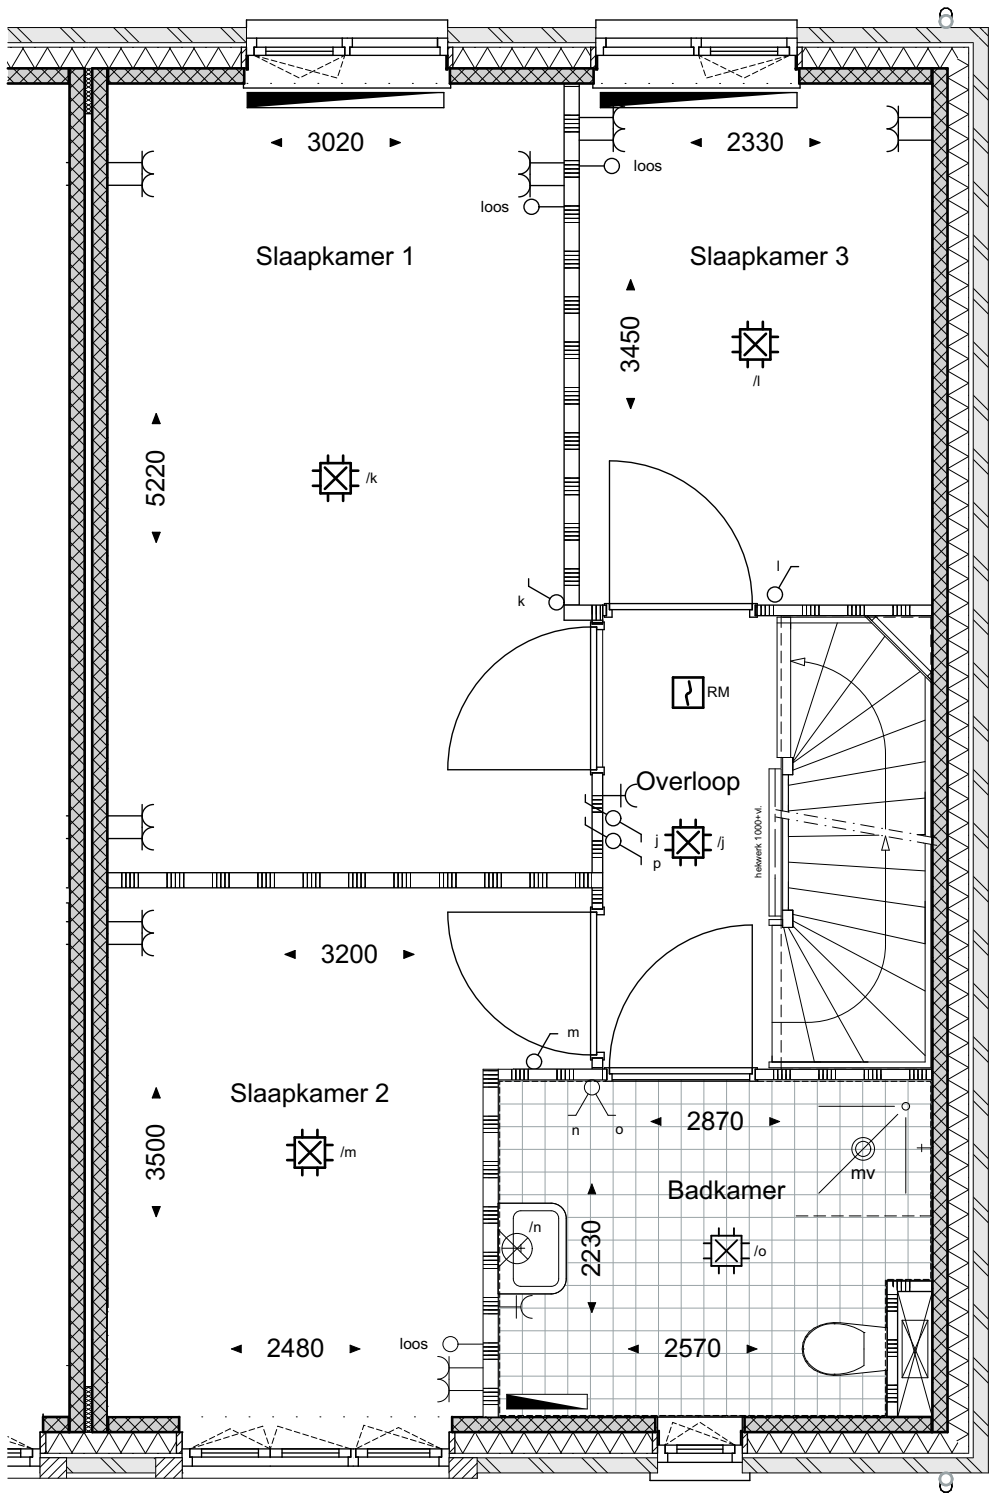 3020
2330
loos
loos
Slaapkamer 1
Slaapkamer 3
3450
/l
5220
/k
l
k
RM
Overloop
j
/j
p
hekwerk 1000+vl.
3200
m
Slaapkamer 2
n
o
2870
3500
/m
mv
Badkamer
/n
2230
/o
loos
2480
2570